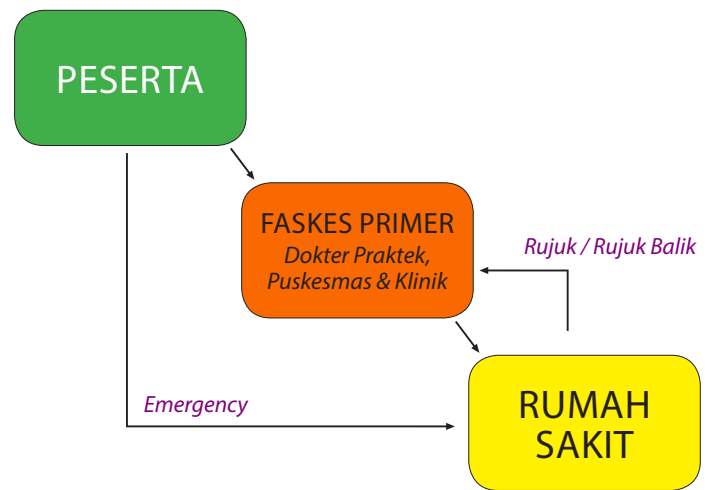 PESERTA
FASKES PRIMER
Dokter Praktek,
Puskesmas & Klinik
Rujuk / Rujuk Balik
Emergency
RUMAH
SAKIT